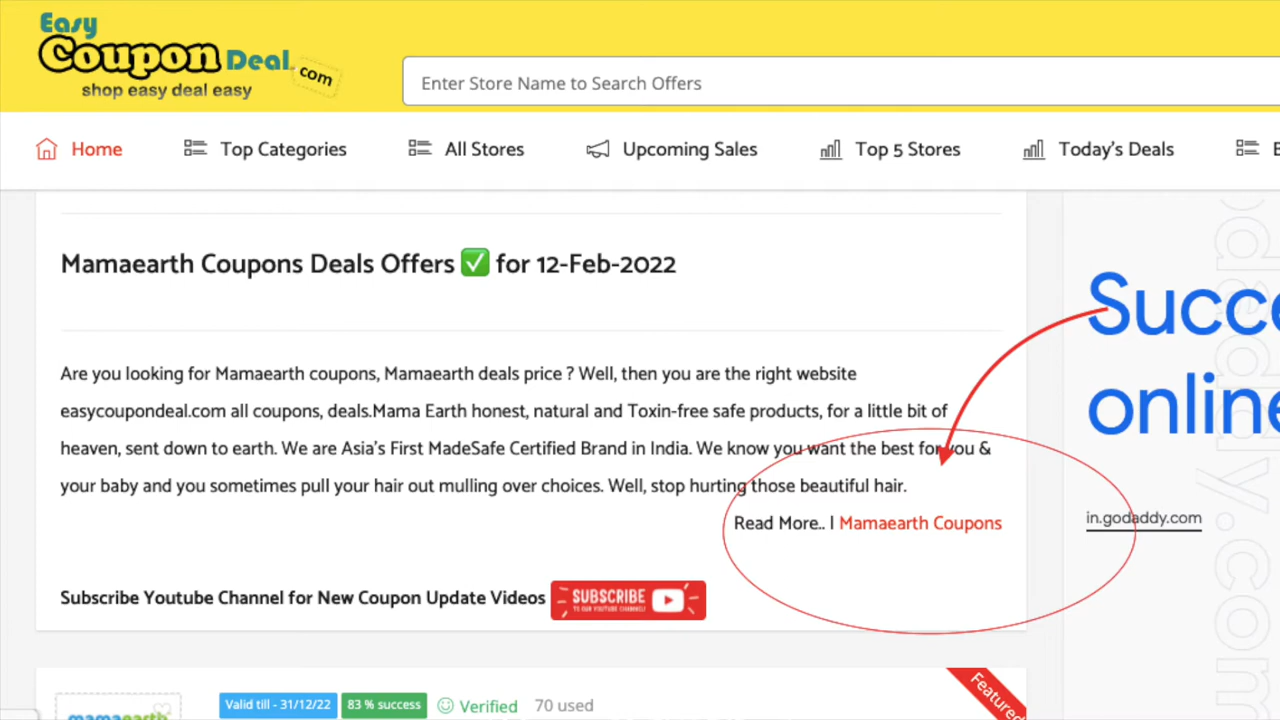 Easy
Coupon Deal.com
shop easy deal easy
Enter Store Name to Search Offers
Home Top Categories All Stores Upcoming Sales Top 5 Stores Today's Deals
Mamaearth Coupons Deals Offers ✅ for 12-Feb-2022
Are you looking for Mamaearth coupons, Mamaearth deals price ? Well, then you are the right website
easycoupondeal.com all coupons, deals.Mama Earth honest, natural and Toxin-free safe products, for a little bit of
heaven, sent down to earth. We are Asia's First MadeSafe Certified Brand in India. We know you want the best for you &
your baby and you sometimes pull your hair out mulling over choices. Well, stop hurting those beautiful hair.
Read More.. | Mamaearth Coupons
Subscribe Youtube Channel for New Coupon Update Videos SUBSCRIBE
TO OUR YOUTUBE CHANNEL!
Succe
online
in.godaddy.com
godaddy.com
Valid till - 31/12/22 83 % success Verified 70 used
Featured
mamaearth